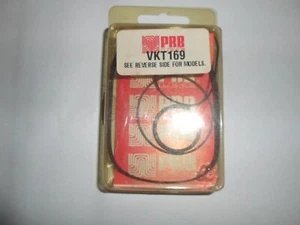 PRB
VKT169
SEE REVERSE SIDE FOR MODELS.